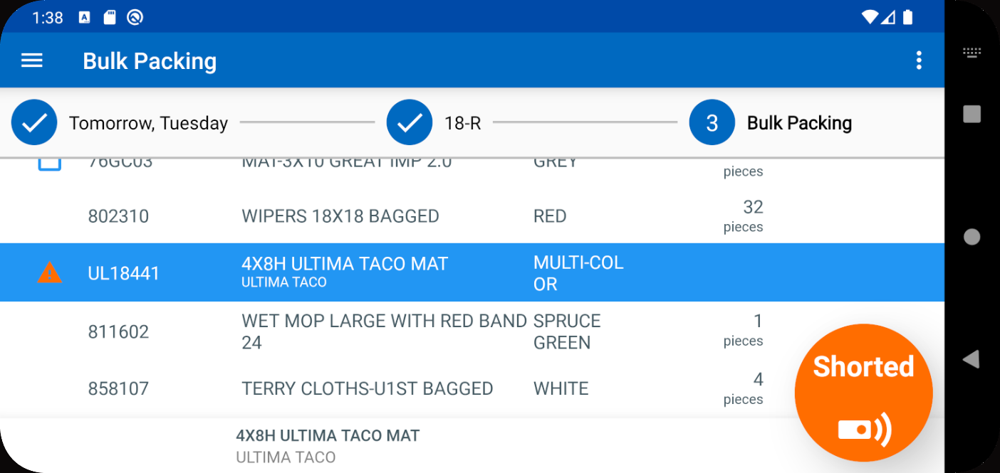 1:38
A
Bulk Packing
Tomorrow, Tuesday
18-R
3
Bulk Packing
76GC03 MAT-3X10 GREAT IMP 2.0 GREY
pieces
802310 WIPERS 18X18 BAGGED RED 32
pieces
UL18441 4X8H ULTIMA TACO MAT MULTI-COL
ULTIMA TACO OR
811602 WET MOP LARGE WITH RED BAND SPRUCE 1
24 GREEN pieces
858107 TERRY CLOTHS-U1ST BAGGED WHITE 4
pieces
Shorted
4X8H ULTIMA TACO MAT
ULTIMA TACO